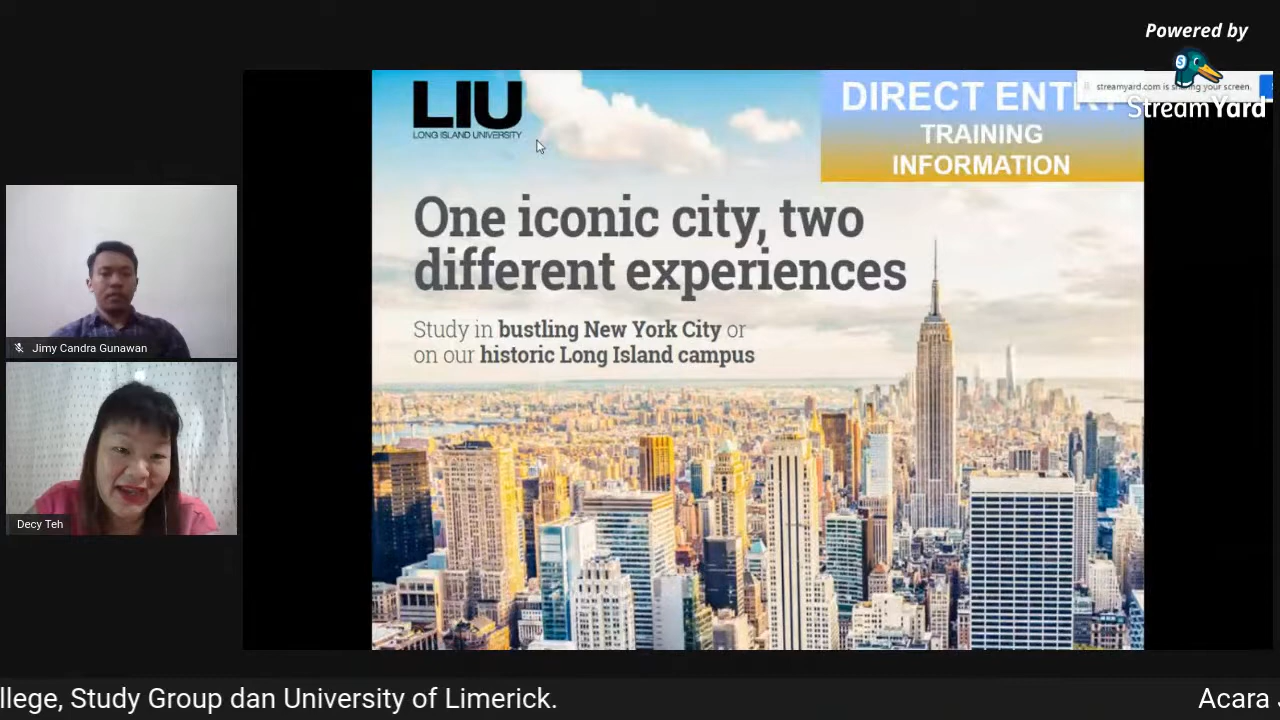 Powered by
StreamYard
streamyard.com is sharing your screen.
LIU
LONG ISLAND UNIVERSITY
DIRECT ENTRY
TRAINING
INFORMATION
One iconic city, two
different experiences
Study in bustling New York City or
on our historic Long Island campus
Jimy Candra Gunawan
Decy Teh
llege, Study Group dan University of Limerick.
Acara